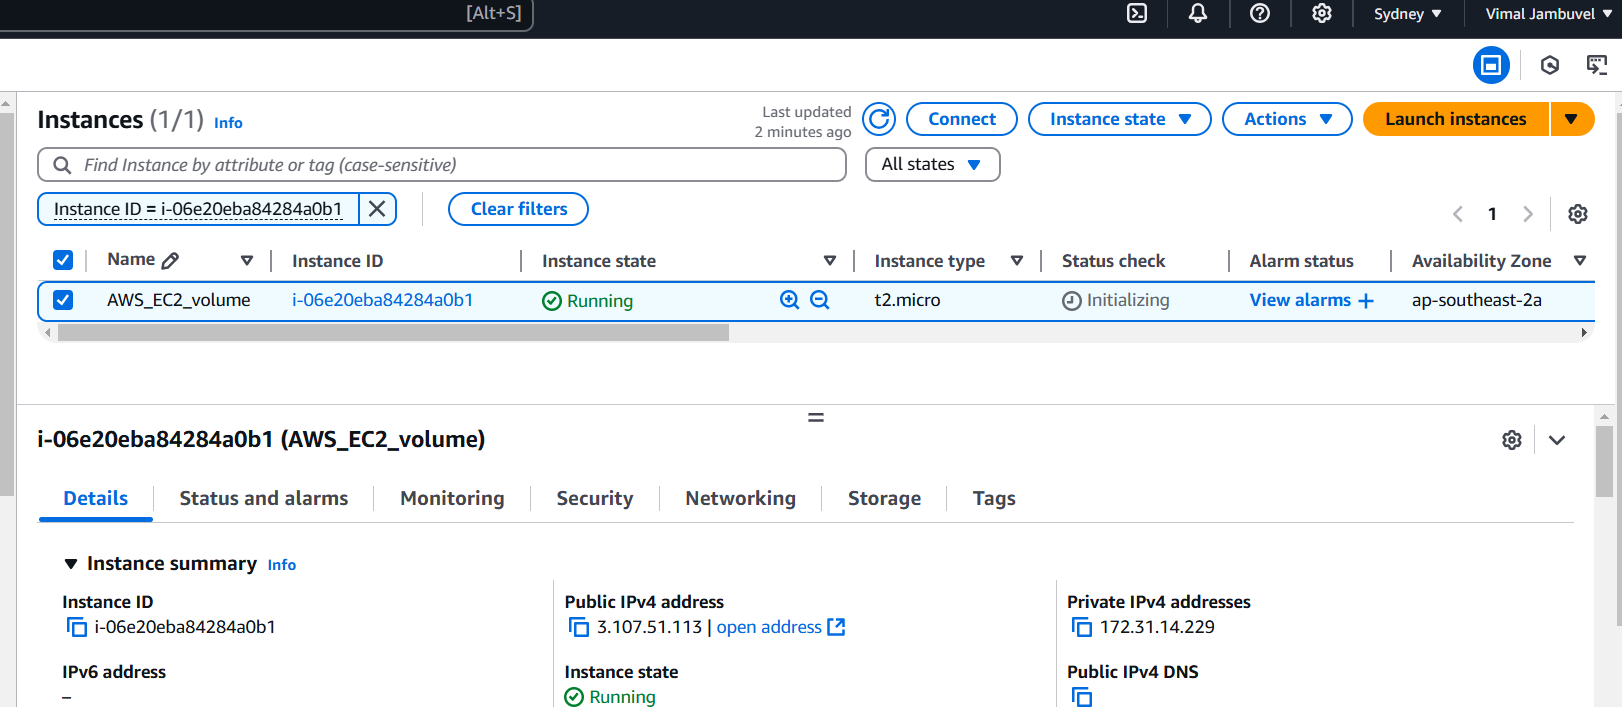 [Alt+S]
Sydney
Vimal Jambuvel
Instances (1/1) Info
Last updated
2 minutes ago
Connect
Instance state
Actions
Launch instances
Find Instance by attribute or tag (case-sensitive)
All states
Instance ID = i-06e20eba84284a0b1
Clear filters
1
Name Instance ID Instance state Instance type Status check Alarm status Availability Zone
AWS_EC2_volume i-06e20eba84284a0b1 Running t2.micro Initializing View alarms + ap-southeast-2a
i-06e20eba84284a0b1 (AWS_EC2_volume)
Details Status and alarms Monitoring Security Networking Storage Tags
Instance summary Info
Instance ID Public IPv4 address Private IPv4 addresses
i-06e20eba84284a0b1 3.107.51.113 | open address 172.31.14.229
IPv6 address Instance state Public IPv4 DNS
– Running